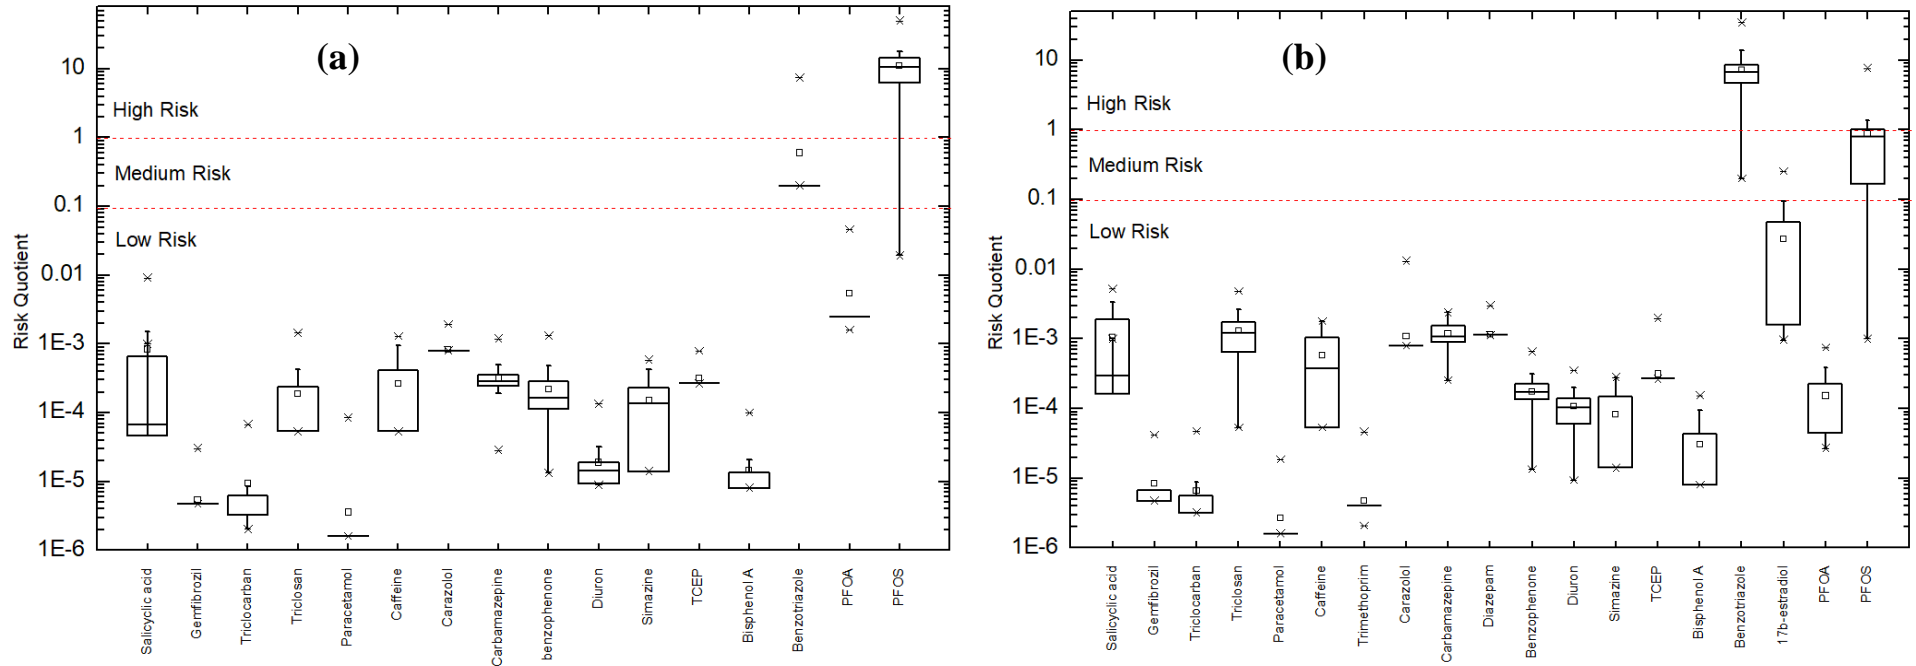 (a)
Risk Quotient
10
1
0.1
0.01
1E-3
1E-4
1E-5
1E-6
High Risk
Medium Risk
Low Risk
Salicyclic acid
Gemfibrozil
Triclocarban
Triclosan
Paracetamol
Caffeine
Carazolol
Carbamazepine
benzophenone
Diuron
Simazine
TCEP
Bisphenol A
Benzotriazole
PFOA
PFOS
(b)
Risk Quotient
10
1
0.1
0.01
1E-3
1E-4
1E-5
1E-6
High Risk
Medium Risk
Low Risk
Salicyclic acid
Gemfibrozil
Triclocarban
Triclosan
Paracetamol
Caffeine
Trimethoprim
Carazolol
Carbamazepine
Diazepam
Benzophenone
Diuron
Simazine
TCEP
Bisphenol A
Benzotriazole
17b-estradiol
PFOA
PFOS